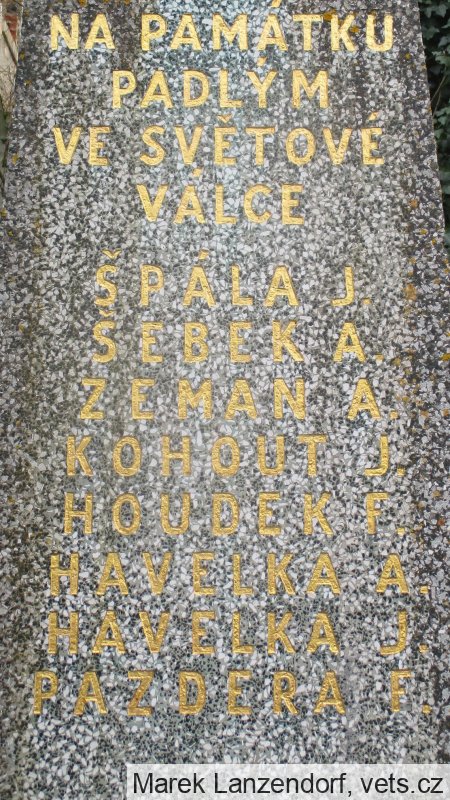 NA PAMÁTKU
PADLÝM
VE SVĚTOVÉ
VÁLCE
ŠPÁLA J.
ŠEBEK A.
ZEMAN A.
KOHOUT J.
HOUDEK F.
HAVELKA A.
HAVELKA J.
PAZDERA F.
Marek Lanzendorf, vets.cz